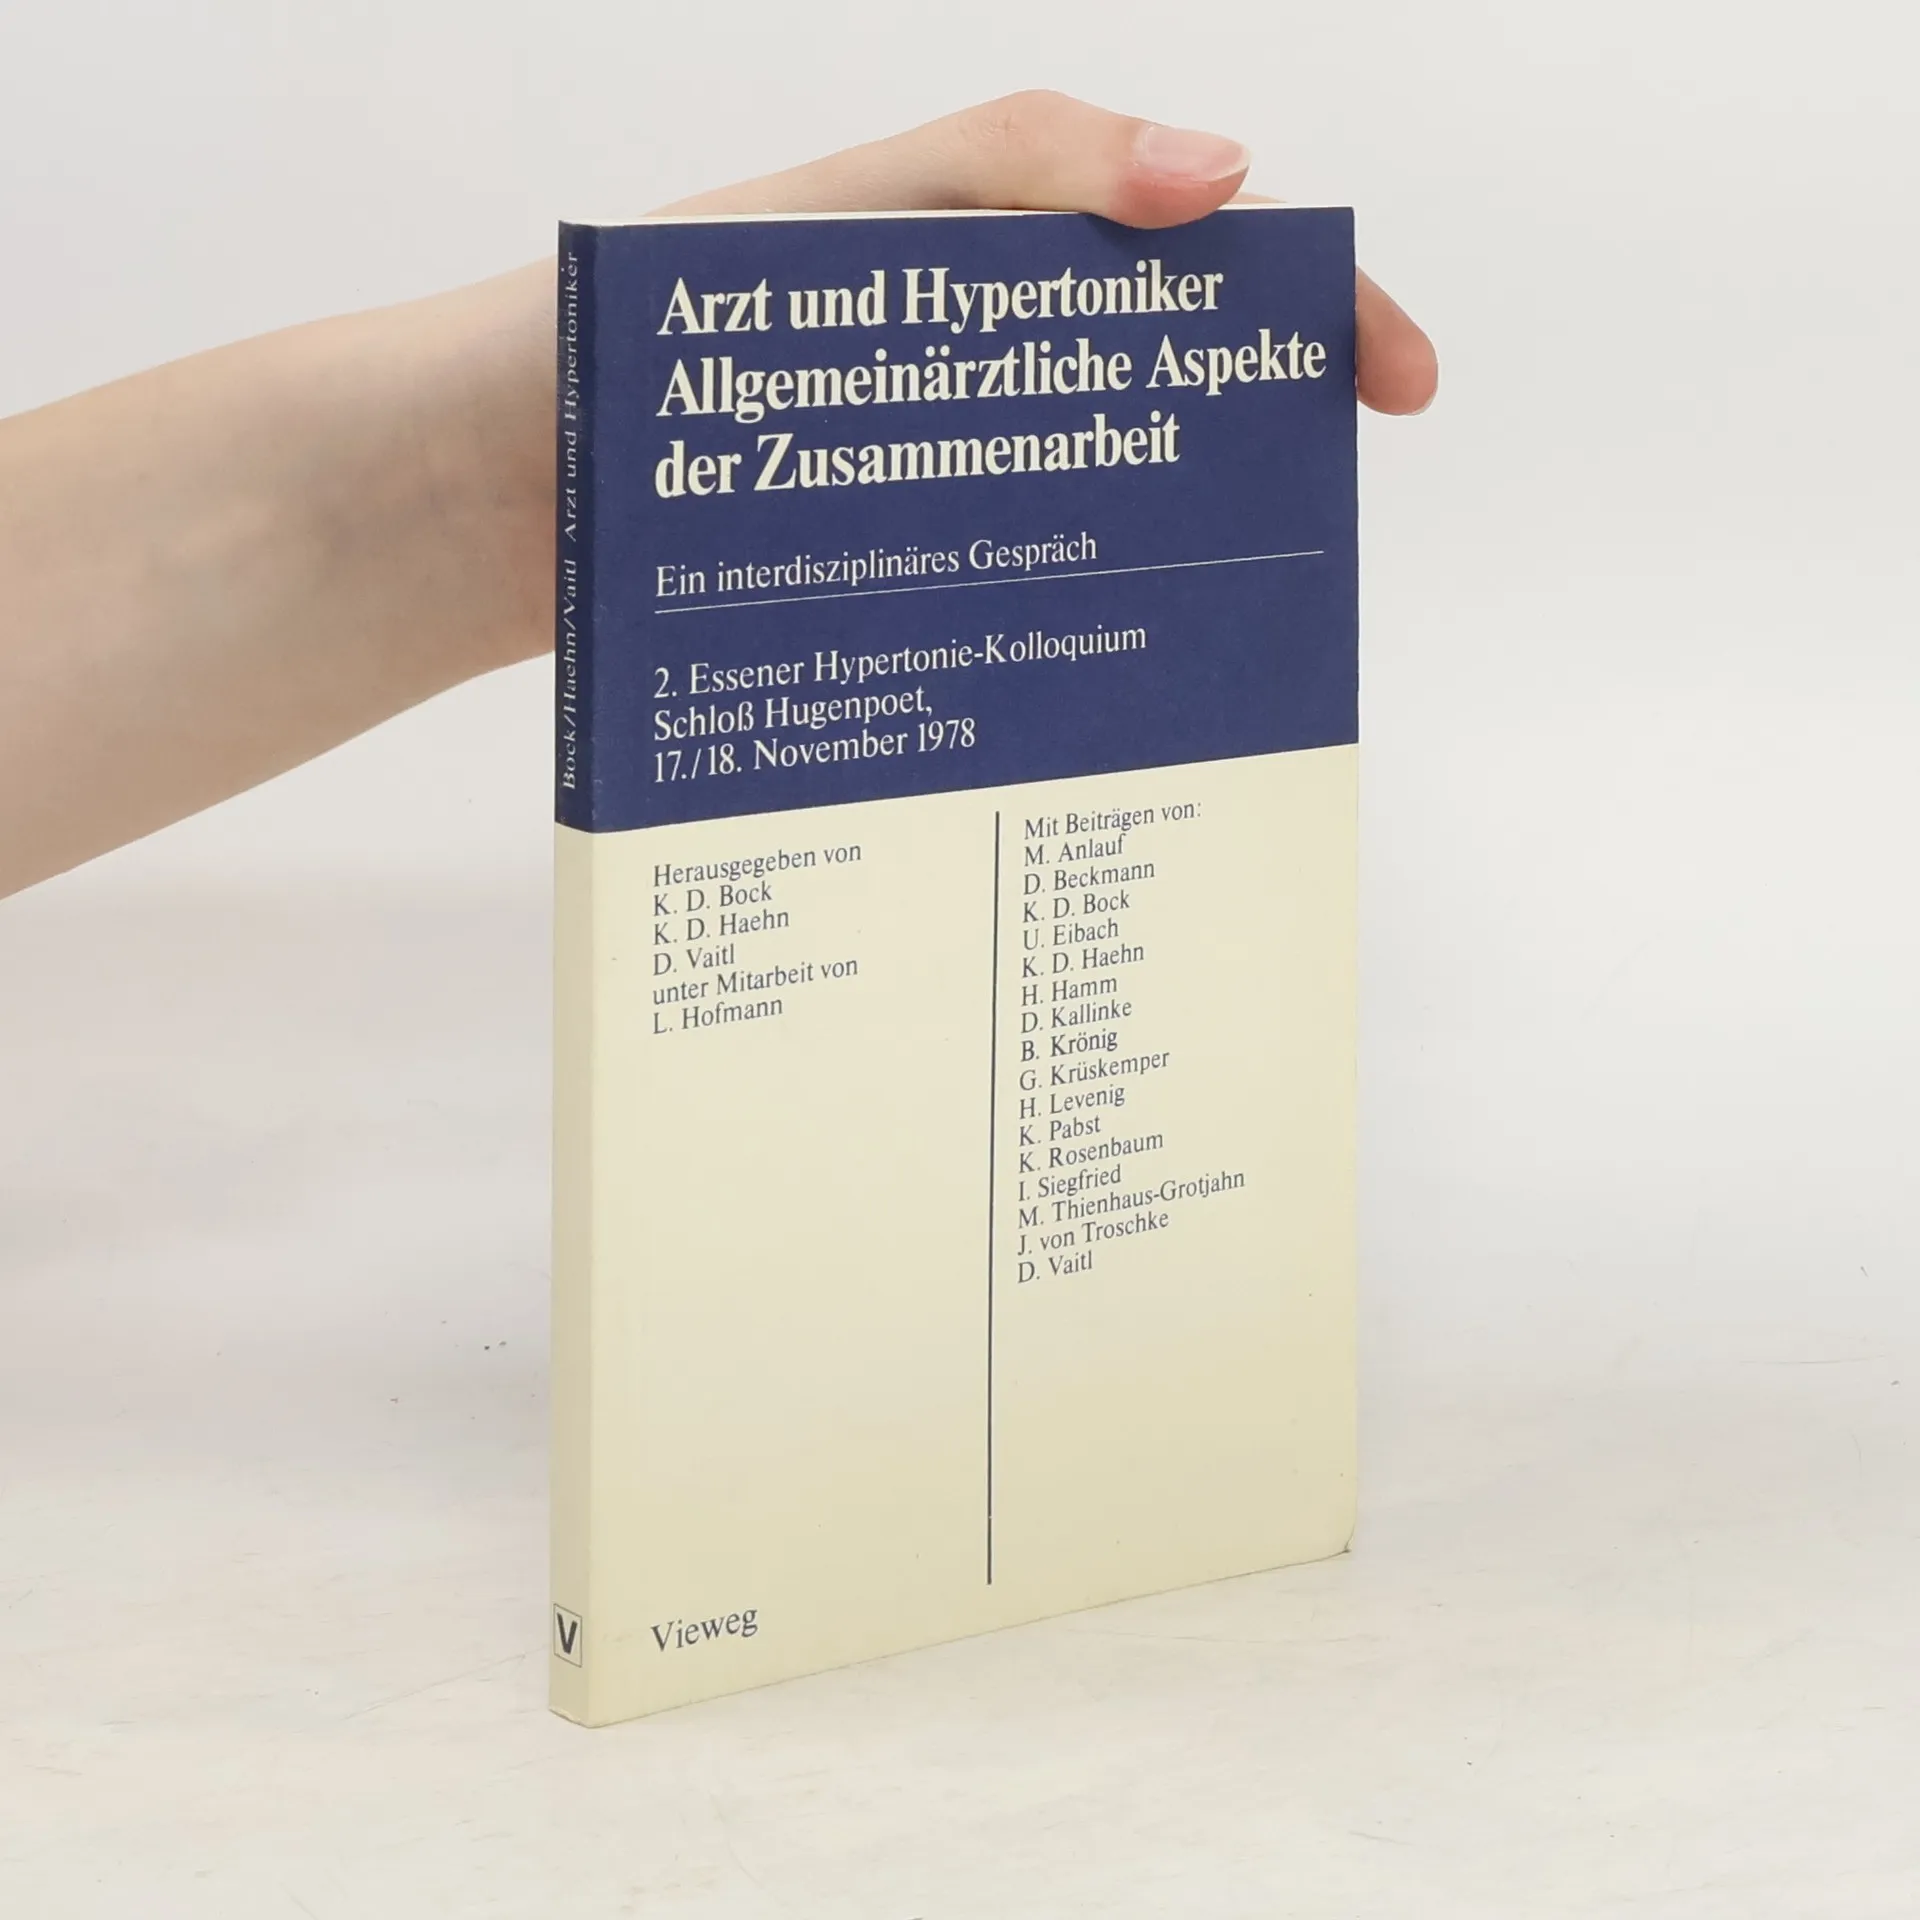 Bock/Haehn/Vaitl Arzt und Hypertoniker
V
Arzt und Hypertoniker
Allgemeinärztliche Aspekte
der Zusammenarbeit
Ein interdisziplinäres Gespräch
2. Essener Hypertonie-Kolloquium
Schloß Hugenpoet,
17./18. November 1978
Herausgegeben von
K. D. Bock
K. D. Haehn
D. Vaitl
unter Mitarbeit von
L. Hofmann
Mit Beiträgen von:
M. Anlauf
D. Beckmann
K. D. Bock
U. Eibach
K. D. Haehn
H. Hamm
D. Kallinke
B. Krönig
G. Krüskemper
H. Levenig
K. Pabst
K. Rosenbaum
I. Siegfried
M. Thienhaus-Grotjahn
J. von Troschke
D. Vaitl
Vieweg